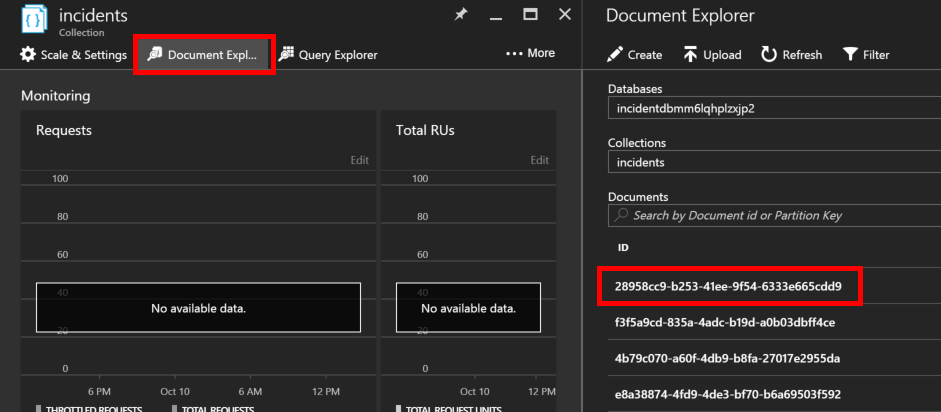 incidents
Collection
Scale & Settings Document Expl... Query Explorer ••• More
Monitoring
Requests
Edit
100
80
60
40
20
0
No available data.
6 PM Oct 10 6 AM 12 PM
THROTTLED REQUESTS TOTAL REQUESTS
Total RUs
Edit
100
80
60
40
20
0
No available data.
Oct 10 12 PM
TOTAL REQUEST UNITS
Document Explorer
Create Upload Refresh Filter
Databases
incidentdbmm6lqhplzxjp2
Collections
incidents
Documents
Search by Document id or Partition Key
ID
28958cc9-b253-41ee-9f54-6333e665cdd9
f3f5a9cd-835a-4adc-b19d-a0b03dbff4ce
4b79c070-a60f-4db9-b8fa-27017e2955da
e8a38874-4fd9-4de3-bf70-b6a69503f592